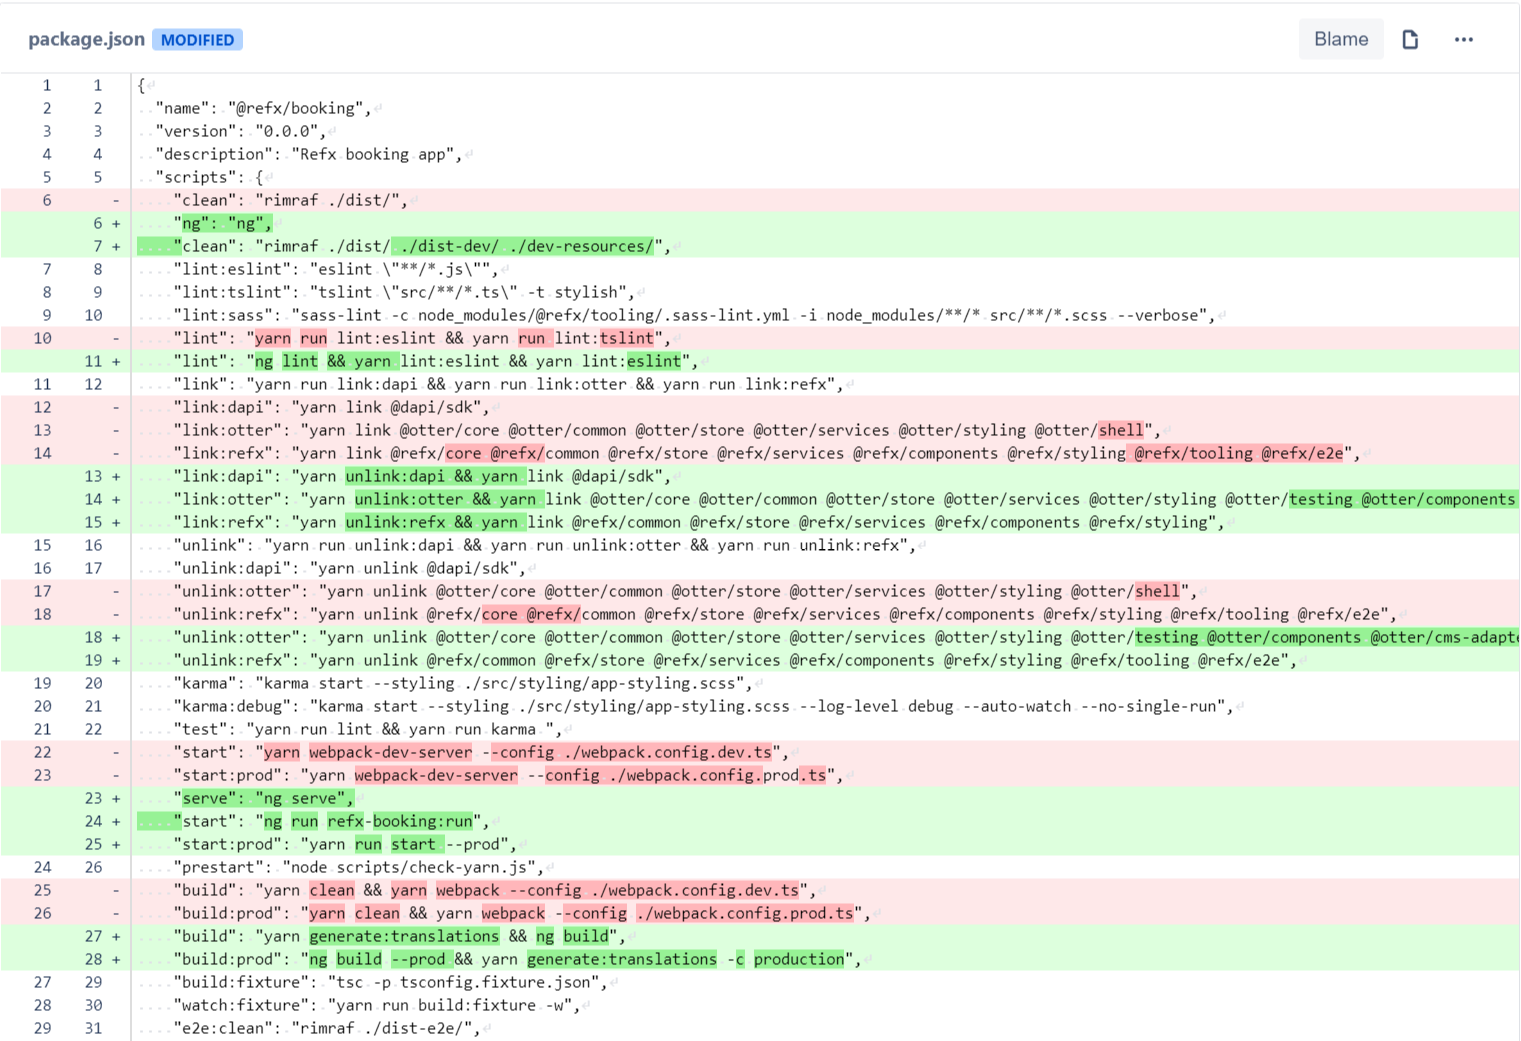 package.json MODIFIED Blame
1 1 {
2 2 "name": "@refx/booking",
3 3 "version": "0.0.0",
4 4 "description": "Refx booking app",
5 5 "scripts": {
6 - "clean": "rimraf ./dist/",
6 + "ng": "ng",
7 + "clean": "rimraf ./dist/ ./dist-dev/ ./dev-resources/",
7 8 "lint:eslint": "eslint \"**/*.js\"",
8 9 "lint:tslint": "tslint \"src/**/*.ts\" -t stylish",
9 10 "lint:sass": "sass-lint -c node_modules/@refx/tooling/.sass-lint.yml -i node_modules/**/* src/**/*.scss --verbose",
10 - "lint": "yarn run lint:eslint && yarn run lint:tslint",
11 + "lint": "ng lint && yarn lint:eslint && yarn lint:eslint",
11 12 "link": "yarn run link:dapi && yarn run link:otter && yarn run link:refx",
12 - "link:dapi": "yarn link @dapi/sdk",
13 - "link:otter": "yarn link @otter/core @otter/common @otter/store @otter/services @otter/styling @otter/shell",
14 - "link:refx": "yarn link @refx/core @refx/common @refx/store @refx/services @refx/components @refx/styling @refx/tooling @refx/e2e",
13 + "link:dapi": "yarn unlink:dapi && yarn link @dapi/sdk",
14 + "link:otter": "yarn unlink:otter && yarn link @otter/core @otter/common @otter/store @otter/services @otter/styling @otter/testing @otter/components
15 + "link:refx": "yarn unlink:refx && yarn link @refx/common @refx/store @refx/services @refx/components @refx/styling",
15 16 "unlink": "yarn run unlink:dapi && yarn run unlink:otter && yarn run unlink:refx",
16 17 "unlink:dapi": "yarn unlink @dapi/sdk",
17 - "unlink:otter": "yarn unlink @otter/core @otter/common @otter/store @otter/services @otter/styling @otter/shell",
18 - "unlink:refx": "yarn unlink @refx/core @refx/common @refx/store @refx/services @refx/components @refx/styling @refx/tooling @refx/e2e",
18 + "unlink:otter": "yarn unlink @otter/core @otter/common @otter/store @otter/services @otter/styling @otter/testing @otter/components @otter/cms-adapt
19 + "unlink:refx": "yarn unlink @refx/common @refx/store @refx/services @refx/components @refx/styling @refx/tooling @refx/e2e",
19 20 "karma": "karma start --styling ./src/styling/app-styling.scss",
20 21 "karma:debug": "karma start --styling ./src/styling/app-styling.scss --log-level debug --auto-watch --no-single-run",
21 22 "test": "yarn run lint && yarn run karma ",
22 - "start": "yarn webpack-dev-server --config ./webpack.config.dev.ts",
23 - "start:prod": "yarn webpack-dev-server --config ./webpack.config.prod.ts",
23 + "serve": "ng serve",
24 + "start": "ng run refx-booking:run",
25 + "start:prod": "yarn run start --prod",
24 26 "prestart": "node scripts/check-yarn.js",
25 - "build": "yarn clean && yarn webpack --config ./webpack.config.dev.ts",
26 - "build:prod": "yarn clean && yarn webpack --config ./webpack.config.prod.ts",
27 + "build": "yarn generate:translations && ng build",
28 + "build:prod": "ng build --prod && yarn generate:translations -c production",
27 29 "build:fixture": "tsc -p tsconfig.fixture.json",
28 30 "watch:fixture": "yarn run build:fixture -w",
29 31 "e2e:clean": "rimraf ./dist-e2e/",